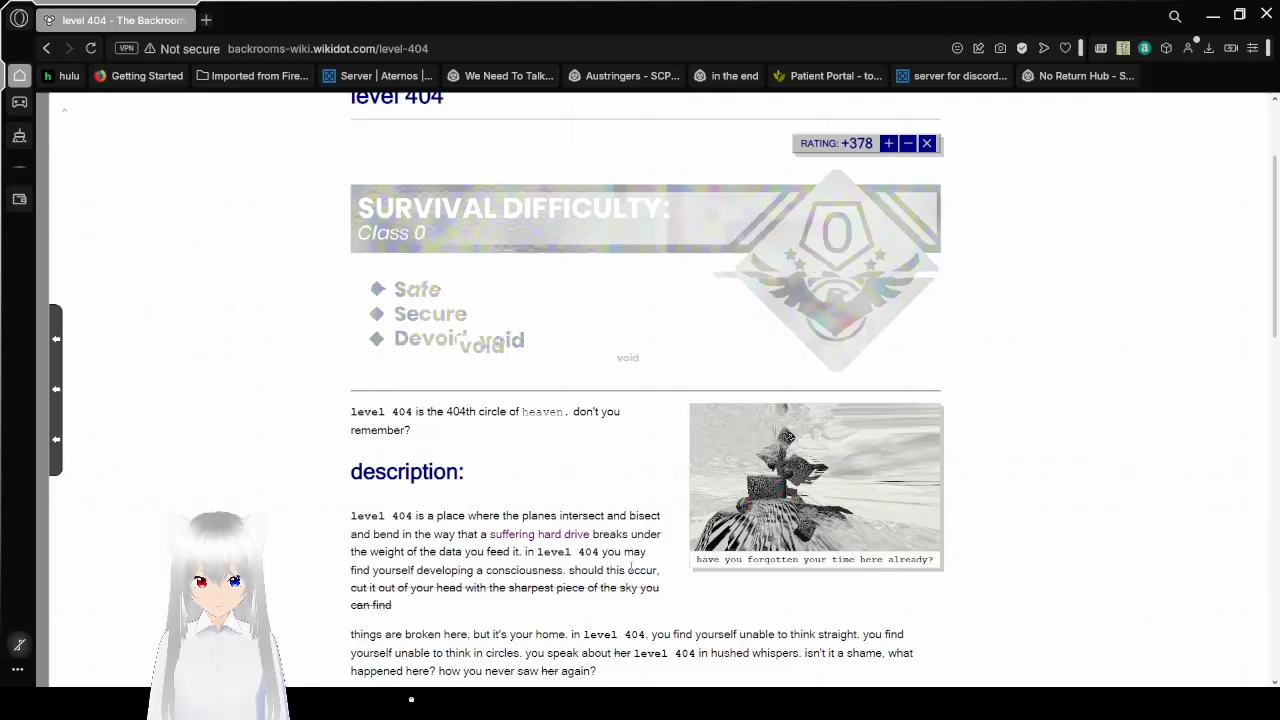 level 404 - The Backroom
VPN Not secure backrooms-wiki.wikidot.com/level-404
hulu Getting Started Imported from Fire... Server | Aternos |... We Need To Talk... Austringers - SCP... in the end Patient Portal - to... server for discord... No Return Hub - S...
level 404
RATING: +378 + − X
SURVIVAL DIFFICULTY:
Class 0
0
Safe
Secure
Devoid void
void
void
level 404 is the 404th circle of heaven. don't you
remember?
description:
level 404 is a place where the planes intersect and bisect
and bend in the way that a suffering hard drive breaks under
the weight of the data you feed it. in level 404 you may
find yourself developing a consciousness. should this occur,
cut it out of your head with the sharpest piece of the sky you
can find
have you forgotten your time here already?
things are broken here, but it's your home. in level 404, you find yourself unable to think straight. you find
yourself unable to think in circles. you speak about her level 404 in hushed whispers. isn't it a shame, what
happened here? how you never saw her again?